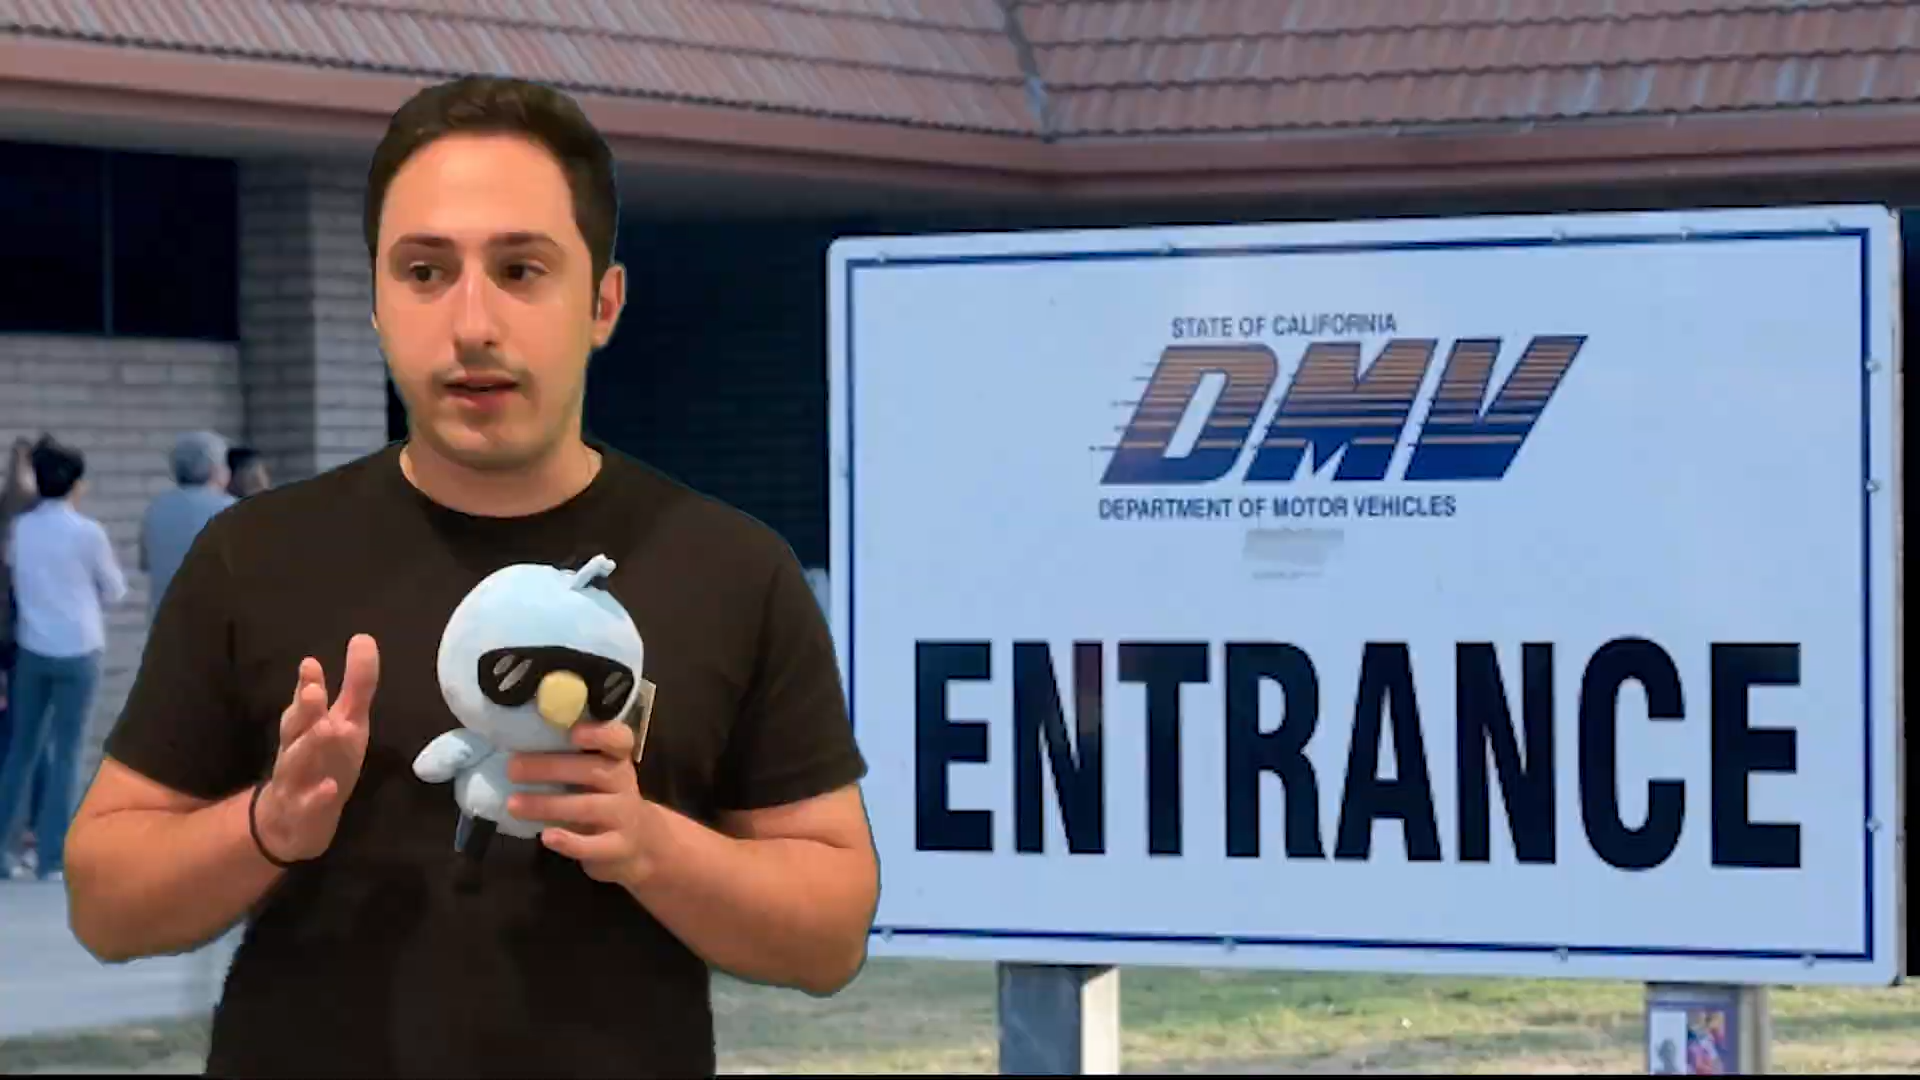 STATE OF CALIFORNIA
DMV
DEPARTMENT OF MOTOR VEHICLES
ENTRANCE